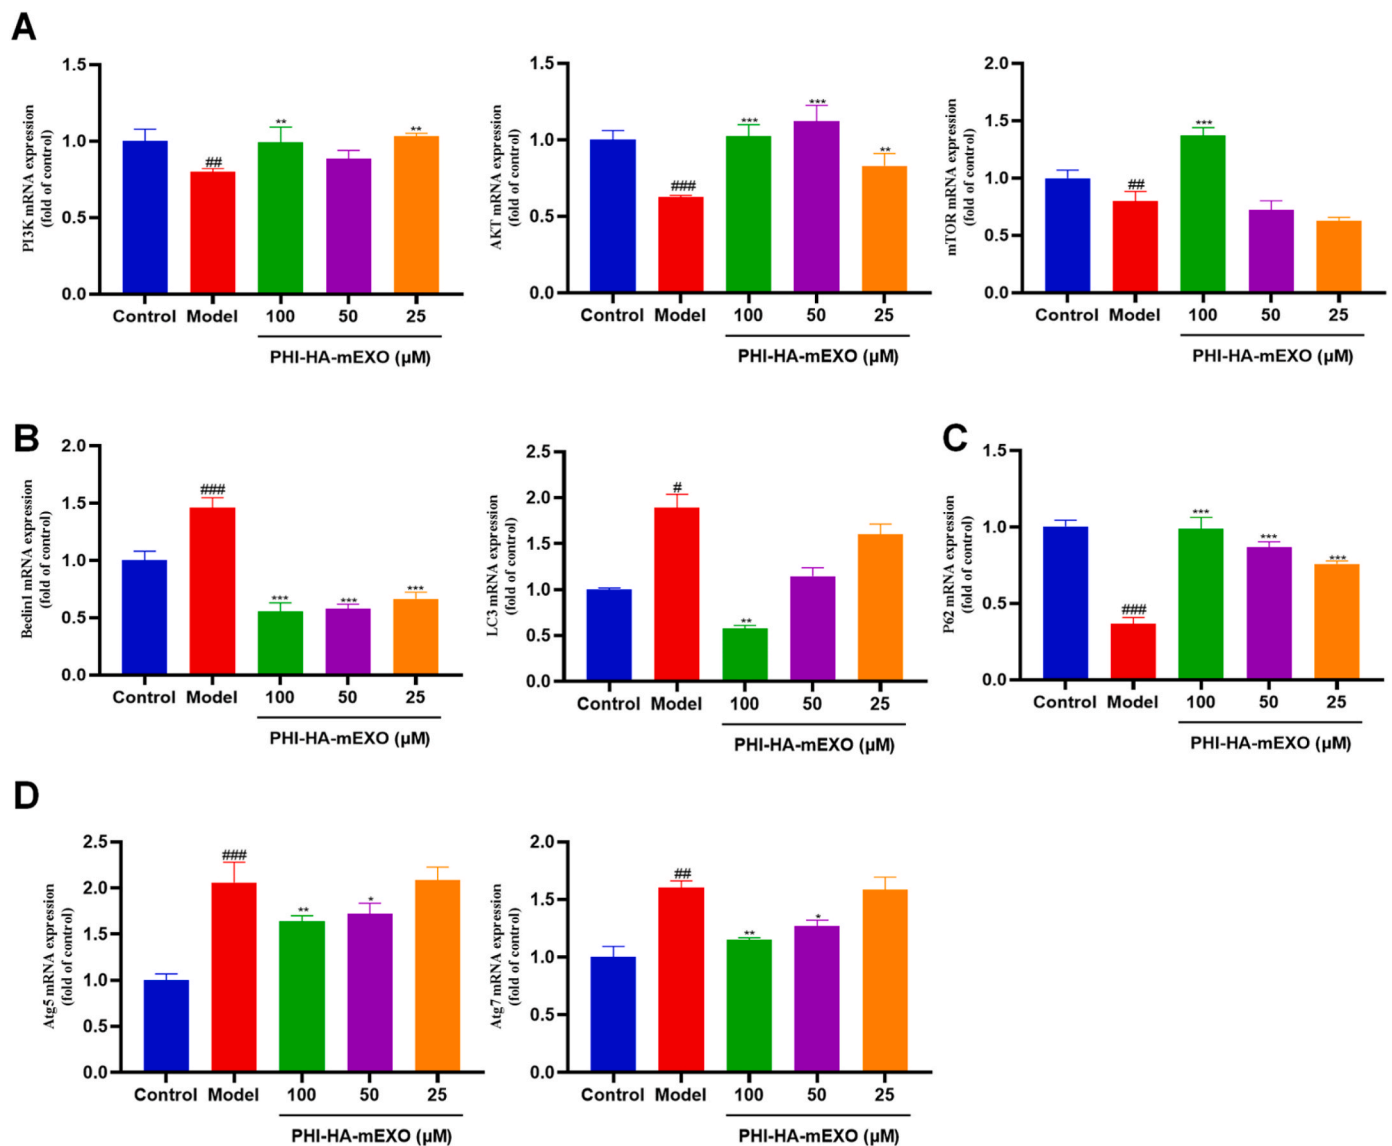 A
PI3K mRNA expression
(fold of control)
1.5
1.0
0.5
0.0
**
##
**
Control Model 100 50 25
PHI-HA-mEXO (μM)
AKT mRNA expression
(fold of control)
1.5
1.0
0.5
0.0
###
***
***
**
Control Model 100 50 25
PHI-HA-mEXO (μM)
mTOR mRNA expression
(fold of control)
2.0
1.5
1.0
0.5
0.0
##
***
Control Model 100 50 25
PHI-HA-mEXO (μM)
B
Beclin1 mRNA expression
(fold of control)
2.0
1.5
1.0
0.5
0.0
###
***
***
***
Control Model 100 50 25
PHI-HA-mEXO (μM)
LC3 mRNA expression
(fold of control)
2.5
2.0
1.5
1.0
0.5
0.0
#
**
Control Model 100 50 25
PHI-HA-mEXO (μM)
C
P62 mRNA expression
(fold of control)
1.5
1.0
0.5
0.0
###
***
***
***
Control Model 100 50 25
PHI-HA-mEXO (μM)
D
Atg5 mRNA expression
(fold of control)
2.5
2.0
1.5
1.0
0.5
0.0
###
**
*
Control Model 100 50 25
PHI-HA-mEXO (μM)
Atg7 mRNA expression
(fold of control)
2.0
1.5
1.0
0.5
0.0
##
**
*
Control Model 100 50 25
PHI-HA-mEXO (μM)